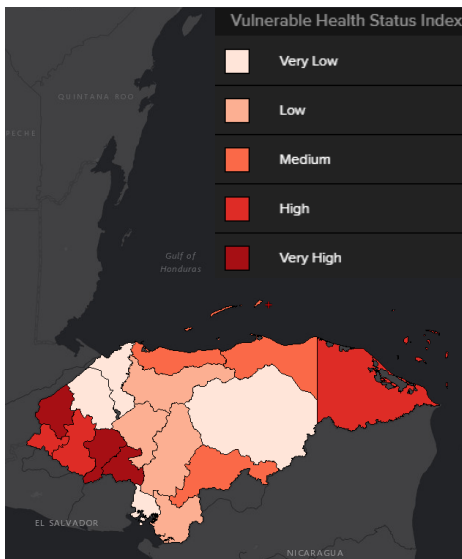 Vulnerable Health Status Index
Very Low
QUINTANA ROO
Low
PECHE
Medium
High
Gulf of
Honduras
Very High
EL SALVADOR
NICARAGUA